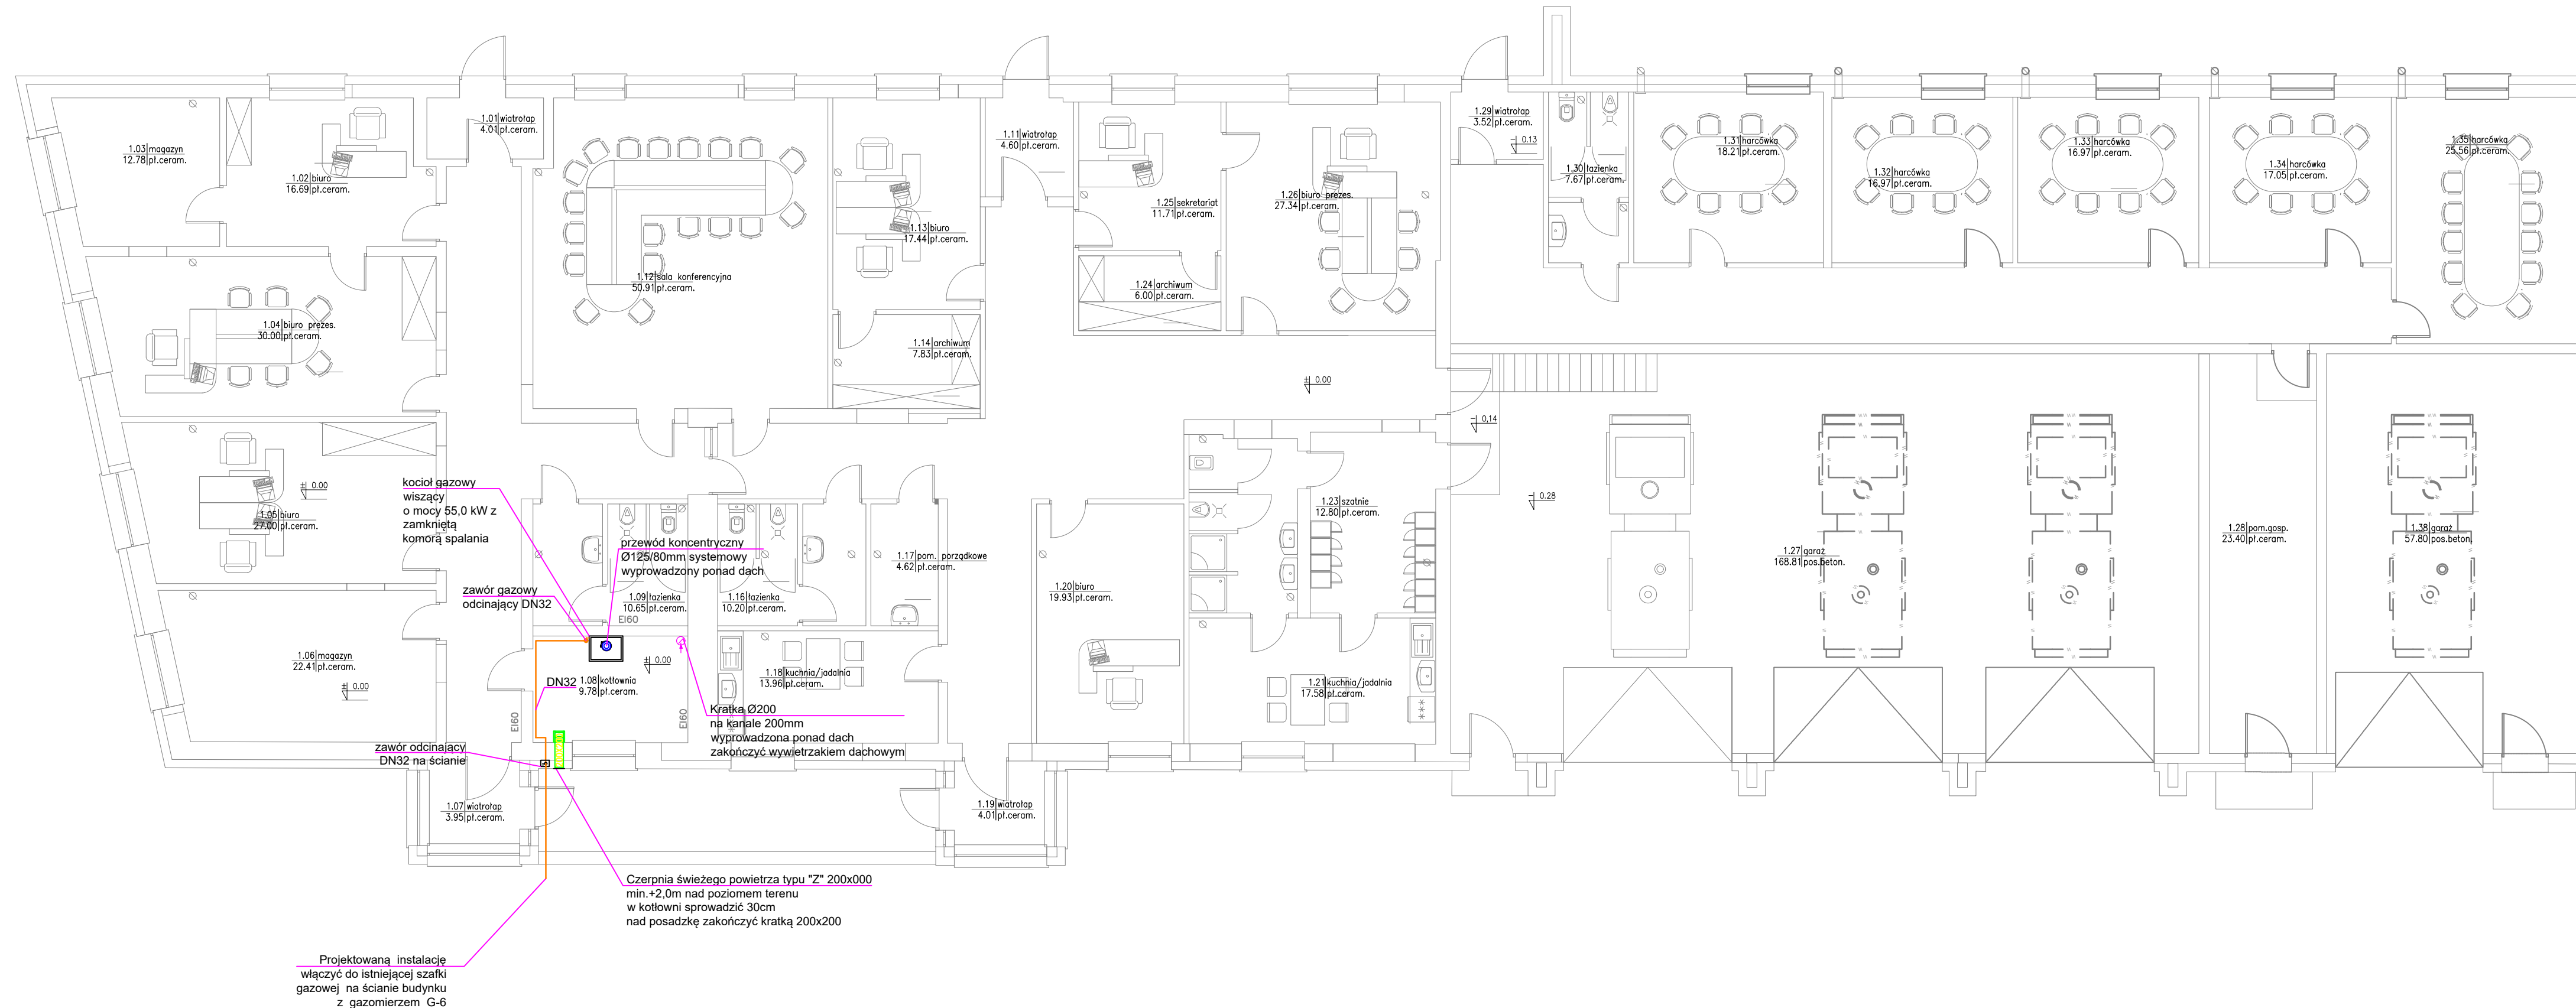 1.01 wiatrołap
4.01 pł.ceram.
1.03 magazyn
12.78 pł.ceram.
1.02 biuro
16.69 pł.ceram.
1.11 wiatrołap
4.60 pł.ceram.
1.29 wiatrołap
3.52 pł.ceram.
0.13
1.30 łazienka
7.67 pł.ceram.
1.31 harcówka
18.21 pł.ceram.
1.32 harcówka
16.97 pł.ceram.
1.33 harcówka
16.97 pł.ceram.
1.34 harcówka
17.05 pł.ceram.
1.35 harcówka
25.56 pł.ceram.
1.25 sekretariat
11.71 pł.ceram.
1.26 biuro prezes.
27.34 pł.ceram.
1.13 biuro
17.44 pł.ceram.
1.12 sala konferencyjna
50.91 pł.ceram.
1.24 archiwum
6.00 pł.ceram.
1.04 biuro prezes.
30.00 pł.ceram.
1.14 archiwum
7.83 pł.ceram.
± 0.00
0,14
1.05 biuro
27.00 pł.ceram.
± 0.00
kocioł gazowy
wiszący
o mocy 55,0 kW z
zamkniętą
komorą spalania
przewód koncentryczny
Ø125/80mm systemowy
wyprowadzony ponad dach
zawór gazowy
odcinający DN32
1.17 pom. porządkowe
4.62 pł.ceram.
1.23 szatnie
12.80 pł.ceram.
- 0.28
1.27 garaż
168.81 pos.beton.
1.28 pom.gosp.
23.40 pł.ceram.
1.38 garaż
57.80 pos.beton.
1.09 łazienka
10.65 pł.ceram.
EI60
1.16 łazienka
10.20 pł.ceram.
1.20 biuro
19.93 pł.ceram.
1.06 magazyn
22.41 pł.ceram.
± 0.00
± 0.00
DN32
1.08 kotłownia
9.78 pł.ceram.
1.18 kuchnia/jadalnia
13.96 pł.ceram.
1.21 kuchnia/jadalnia
17.58 pł.ceram.
EI60
EI60
Kratka Ø200
na kanale 200mm
wyprowadzona ponad dach
zakończyć wywietrzakiem dachowym
zawór odcinający
DN32 na ścianie
1.07 wiatrołap
3.95 pł.ceram.
1.19 wiatrołap
4.01 pł.ceram.
Czerpnia świeżego powietrza typu "Z" 200x000
min.+2,0m nad poziomem terenu
w kotłowni sprowadzić 30cm
nad posadzkę zakończyć kratką 200x200
Projektowaną instalację
włączyć do istniejącej szafki
gazowej na ścianie budynku
z gazomierzem G-6